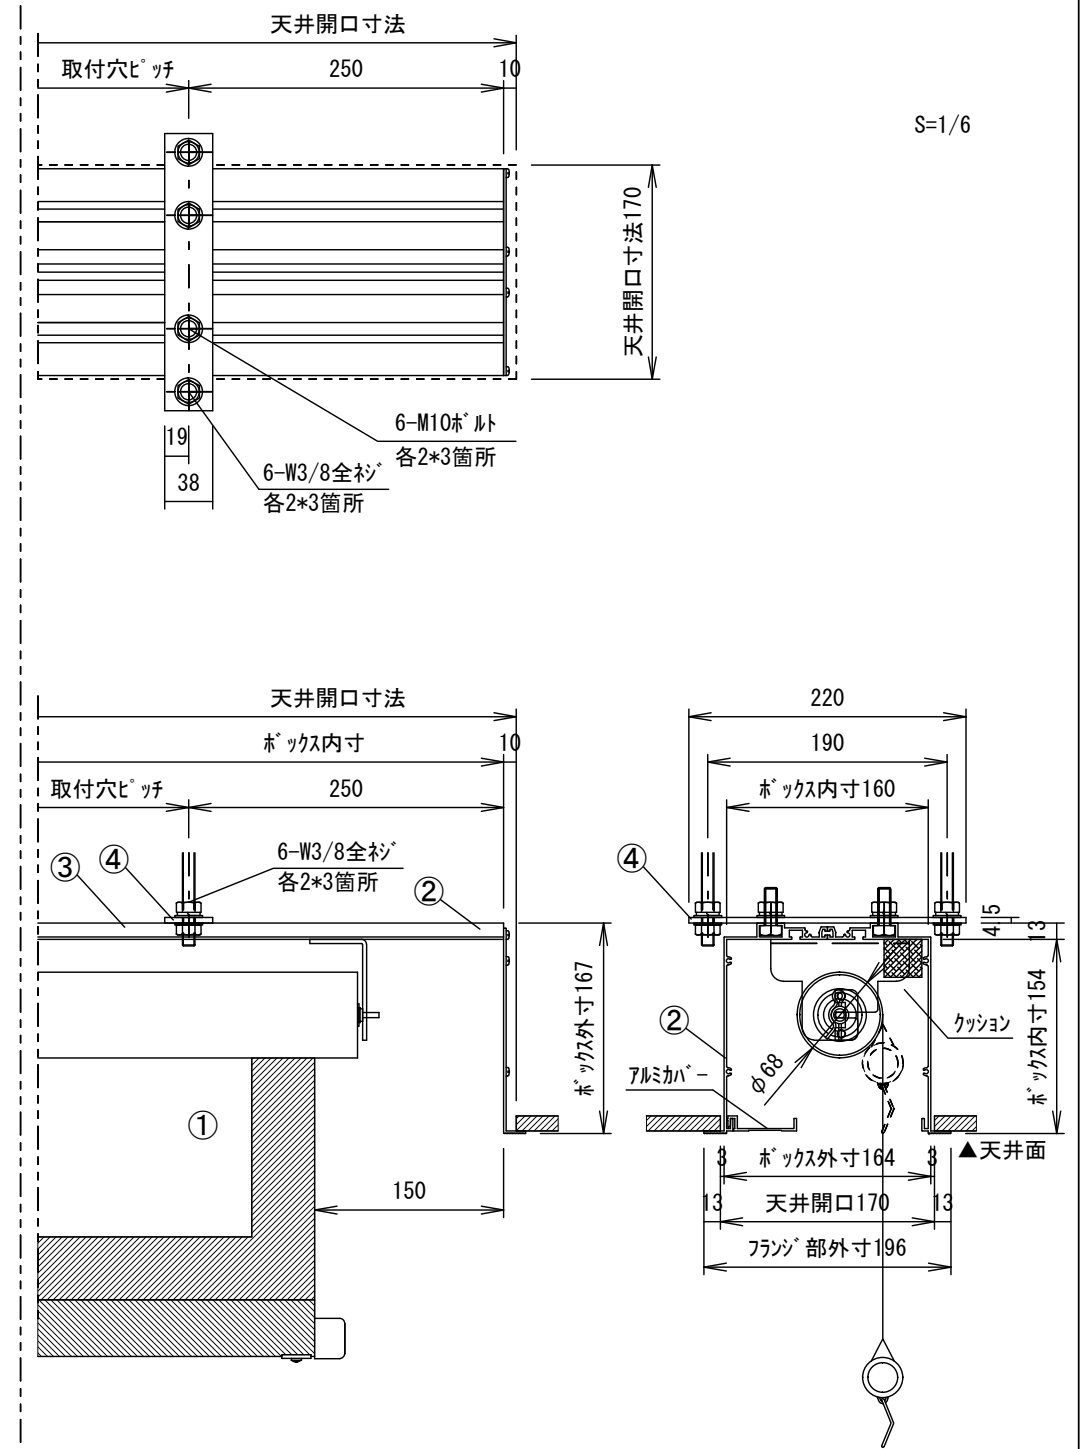 天井開口寸法
取付穴ﾋﾟｯﾁ
250
10
S=1/6
天井開口寸法170
6-M10ﾎﾞﾙﾄ
各2*3箇所
19
6-W3/8全ﾈｼﾞ
各2*3箇所
38
天井開口寸法
ﾎﾞｯｸｽ内寸
10
取付穴ﾋﾟｯﾁ
250
③
④
6-W3/8全ﾈｼﾞ
各2*3箇所
②
ﾎﾞｯｸｽ外寸167
①
150
220
190
ﾎﾞｯｸｽ内寸160
④
4.5
13
②
ｸｯｼｮﾝ
ﾎﾞｯｸｽ内寸154
φ68
ｱﾙﾐｶﾊﾞｰ
▲天井面
3
ﾎﾞｯｸｽ外寸164
3
13
天井開口170
13
ﾌﾗﾝｼﾞ部外寸196